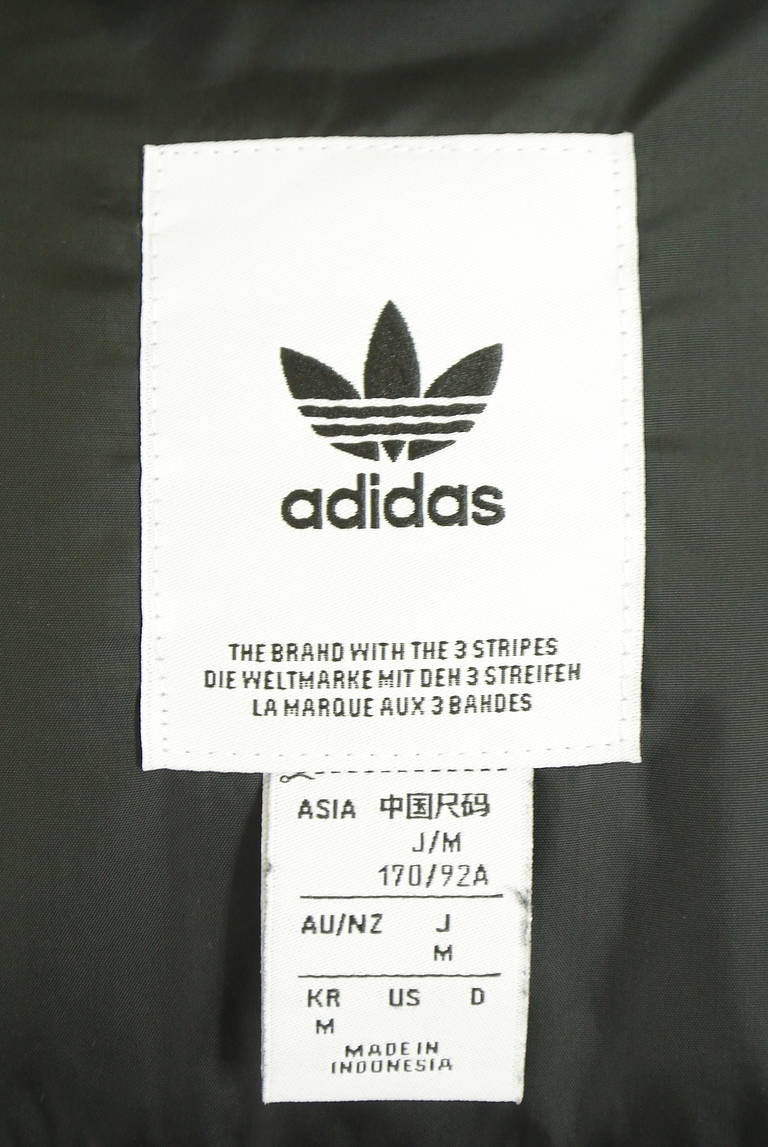 adidas
THE BRAND WITH THE 3 STRIPES
DIE WELTMARKE MIT DEN 3 STREIFEN
LA MARQUE AUX 3 BANDES
ASIA 中国尺码
J/M
170/92A
AU/NZ J
M
KR US D
M
MADE IN
INDONESIA